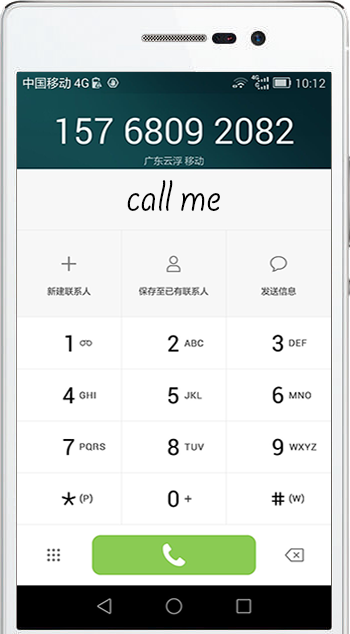 中国移动 4G 4G G 10:12
157 6809 2082
广东云浮 移动
call me
新建联系人 保存至已有联系人 发送信息
1 2 ABC 3 DEF
4 GHI 5 JKL 6 MNO
7 PQRS 8 TUV 9 WXYZ
* (P) 0 + # (W)